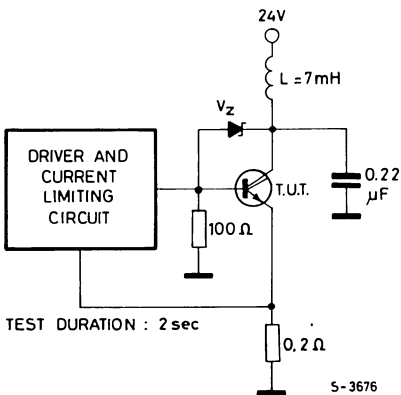 24V
L = 7mH
Vz
DRIVER AND
CURRENT
LIMITING
CIRCUIT
T.U.T.
0.22
μF
100 Ω
TEST DURATION : 2 sec
0,2 Ω
S-3676